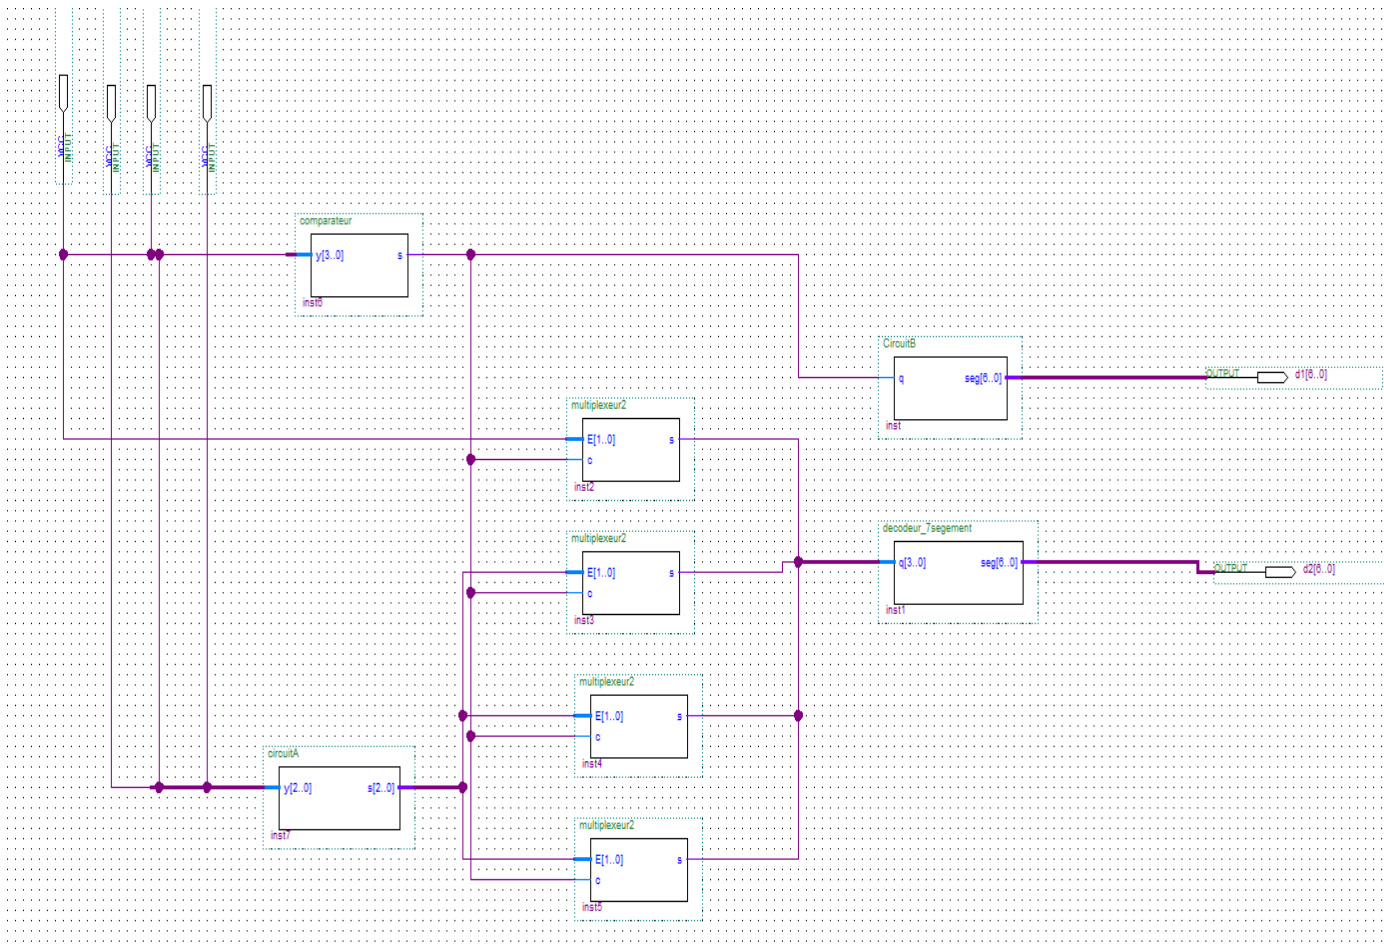 VCC
INPUT
VCC
INPUT
VCC
INPUT
VCC
INPUT
comparateur
y[3..0] s
inst6
CircuitB
q seg[6..0]
inst
OUTPUT d1[6..0]
multiplexeur2
E[1..0] s
c
inst2
decodeur_7segement
q[3..0] seg[6..0]
inst1
OUTPUT d2[6..0]
multiplexeur2
E[1..0] s
c
inst3
multiplexeur2
E[1..0] s
c
inst4
circuitA
y[2..0] s[2..0]
inst7
multiplexeur2
E[1..0] s
c
inst5